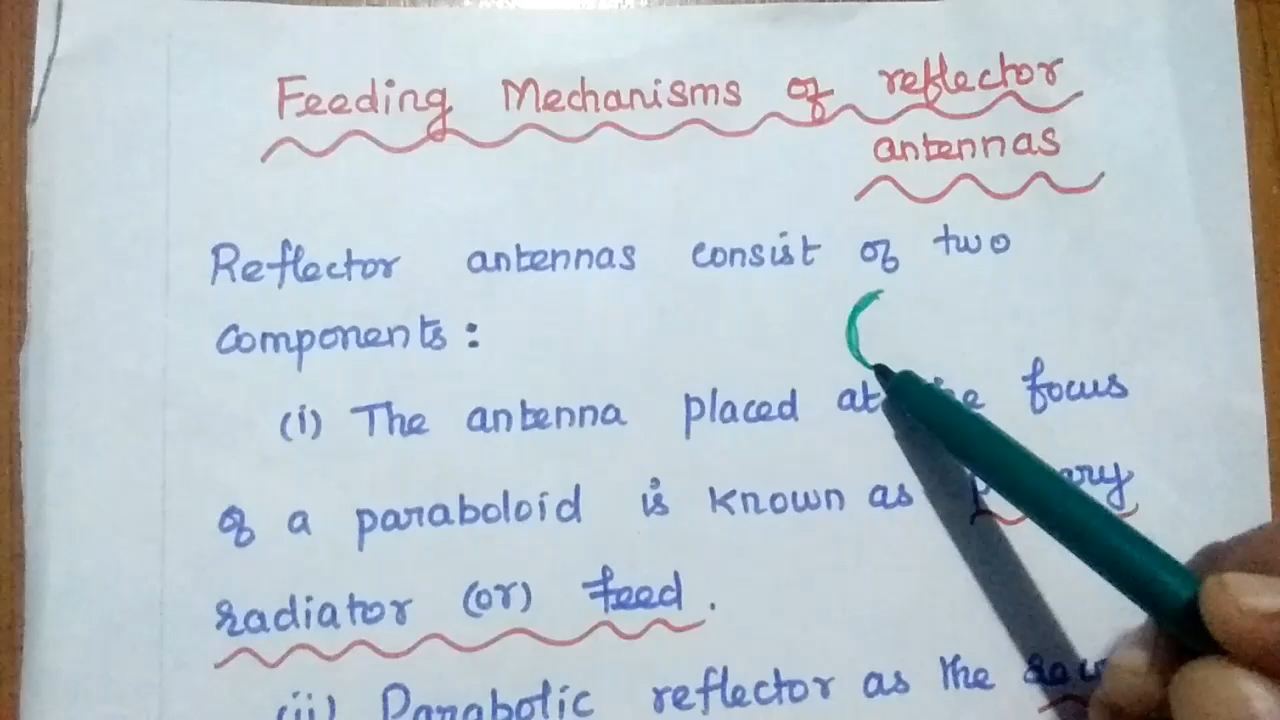 Feeding Mechanisms of reflector
antennas
Reflector antennas consist of two
components:
(i) The antenna placed at focus
of a paraboloid is known as
radiator (or) feed.
(ii) Parabolic reflector as the